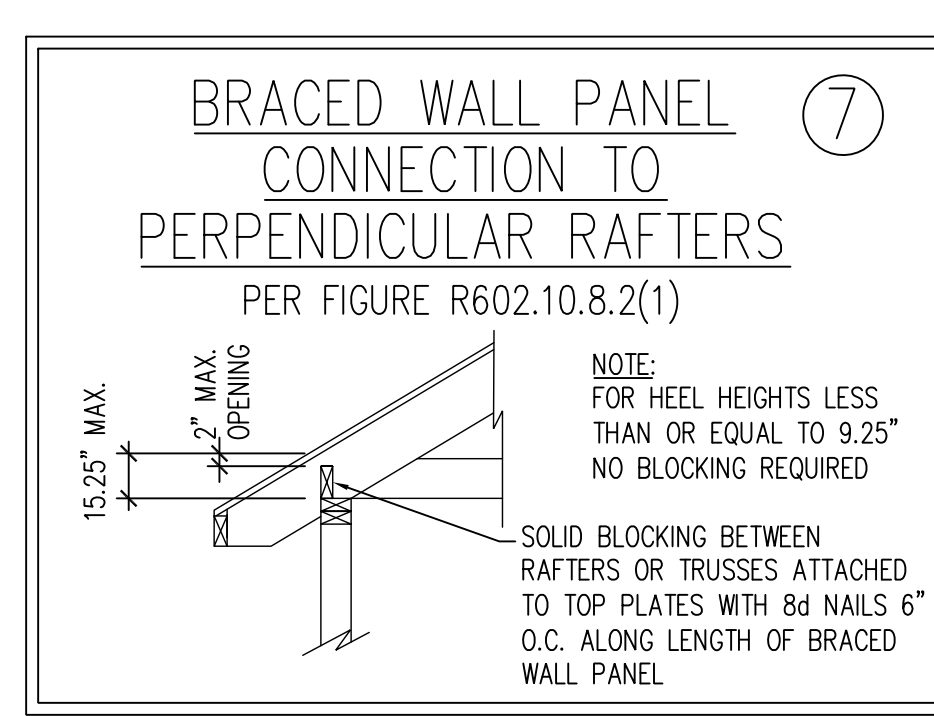 BRACED WALL PANEL
CONNECTION TO
PERPENDICULAR RAFTERS
7
PER FIGURE R602.10.8.2(1)
15.25" MAX.
2" MAX.
OPENING
NOTE:
FOR HEEL HEIGHTS LESS
THAN OR EQUAL TO 9.25"
NO BLOCKING REQUIRED
SOLID BLOCKING BETWEEN
RAFTERS OR TRUSSES ATTACHED
TO TOP PLATES WITH 8d NAILS 6"
O.C. ALONG LENGTH OF BRACED
WALL PANEL